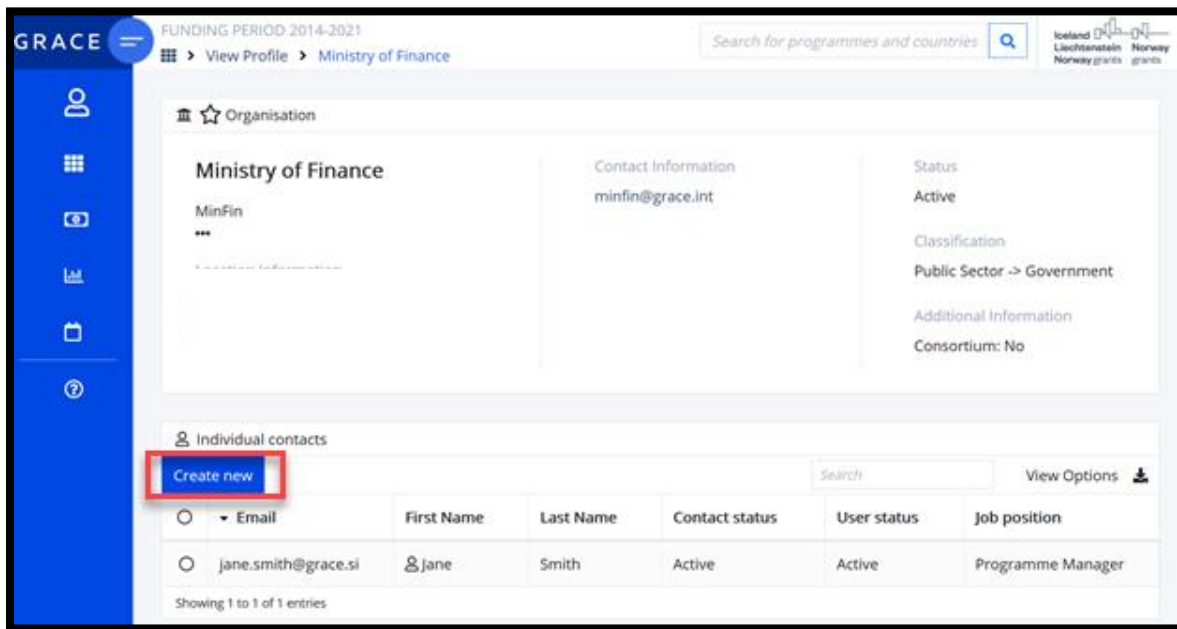 GRACE
FUNDING PERIOD 2014-2021
View Profile > Ministry of Finance
Search for programmes and countries
Iceland
Liechtenstein Norway
Norway grants grants
Organisation
Ministry of Finance
MinFin
•••
Contact Information
minfin@grace.int
Status
Active
Classification
Public Sector -> Government
Additional Information
Consortium: No
Individual contacts
Create new
Search
View Options
Email First Name Last Name Contact status User status Job position
jane.smith@grace.si Jane Smith Active Active Programme Manager
Showing 1 to 1 of 1 entries